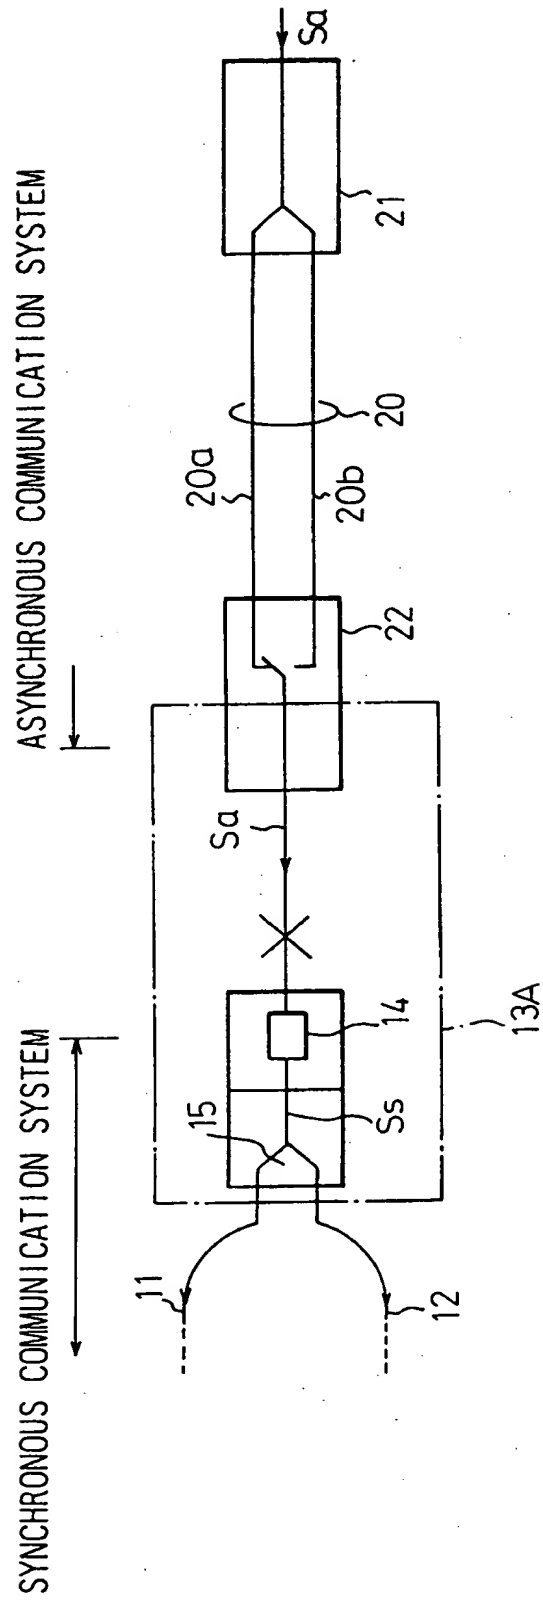 SYNCHRONOUS COMMUNICATION SYSTEM
ASYNCHRONOUS COMMUNICATION SYSTEM
11
12
15
Ss
14
13A
Sa
22
20a
20b
20
21
Sa